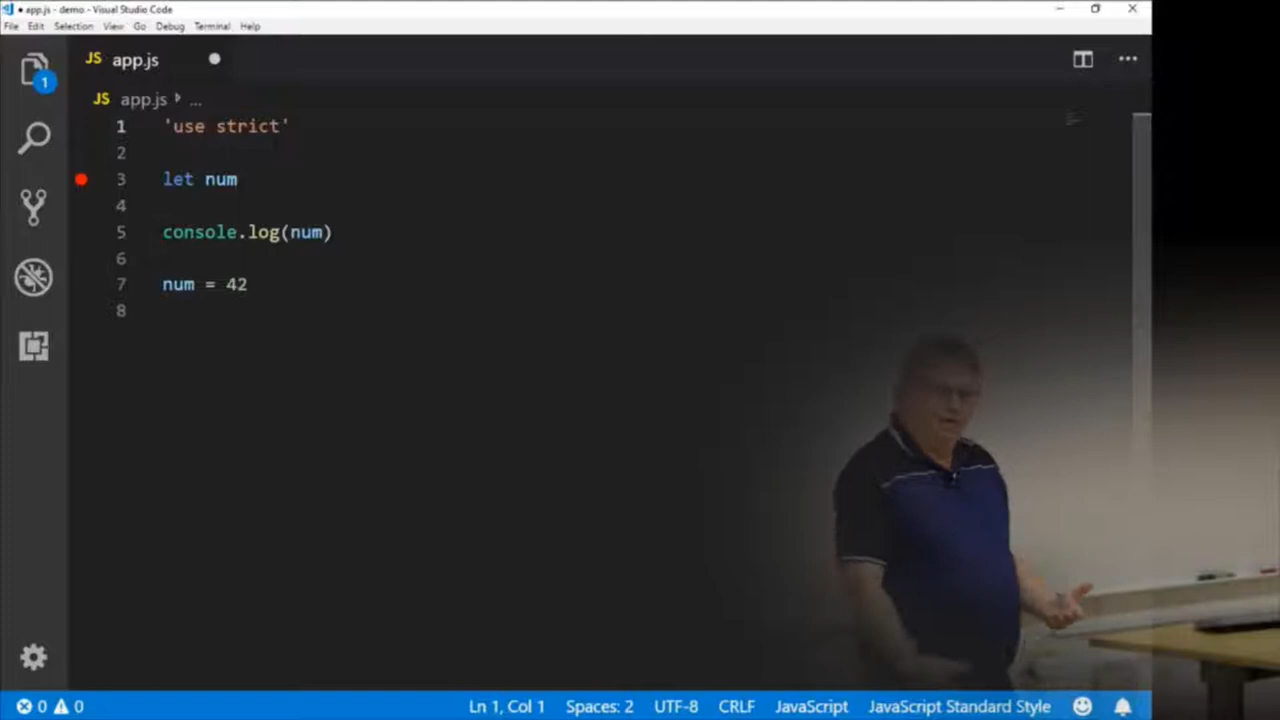 ● app.js - demo - Visual Studio Code
File Edit Selection View Go Debug Terminal Help
1
JS app.js
JS app.js ...
1 'use strict'
2
3 let num
4
5 console.log(num)
6
7 num = 42
8
0 0 Ln 1, Col 1 Spaces: 2 UTF-8 CRLF JavaScript JavaScript Standard Style